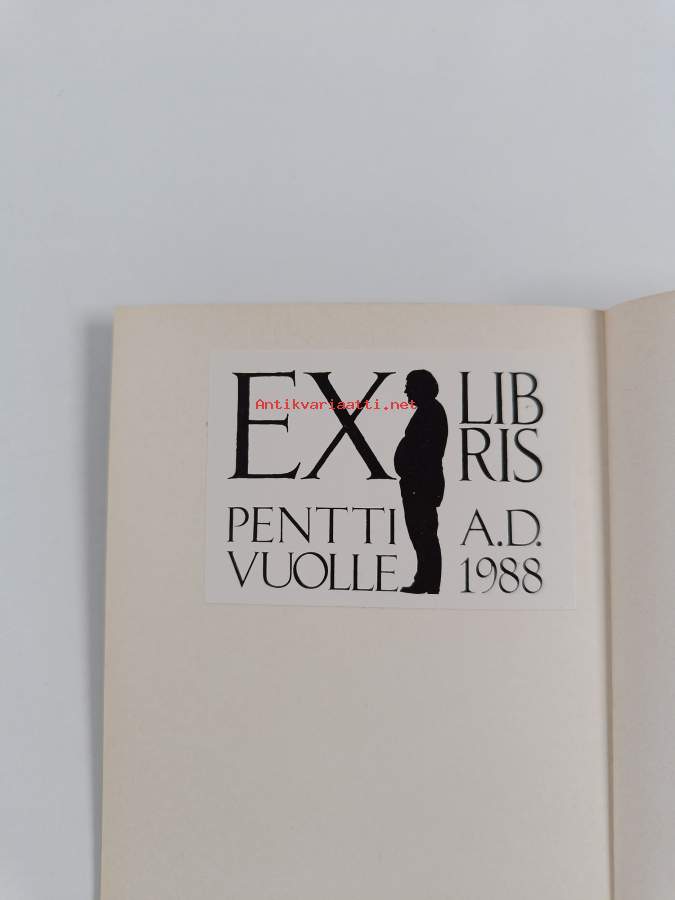 EX LIB
RIS
Antikvariaatti.net
PENTTI A.D.
VUOLLE 1988